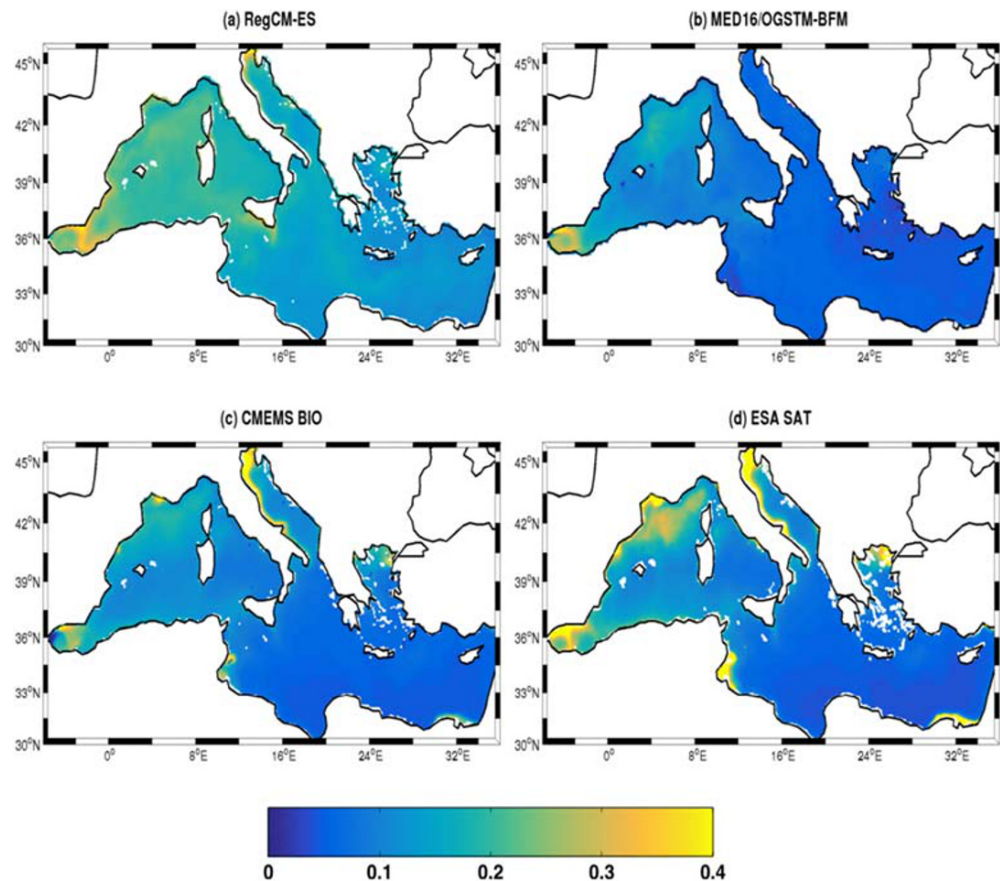 (a) RegCM-ES
(b) MED16/OGSTM-BFM
45°N
42°N
39°N
36°N
33°N
30°N
0°
8°E
16°E
24°E
32°E
45°N
42°N
39°N
36°N
33°N
30°N
0°
8°E
16°E
24°E
32°E
(c) CMEMS BIO
(d) ESA SAT
45°N
42°N
39°N
36°N
33°N
30°N
0°
8°E
16°E
24°E
32°E
45°N
42°N
39°N
36°N
33°N
30°N
0°
8°E
16°E
24°E
32°E
0 0.1 0.2 0.3 0.4